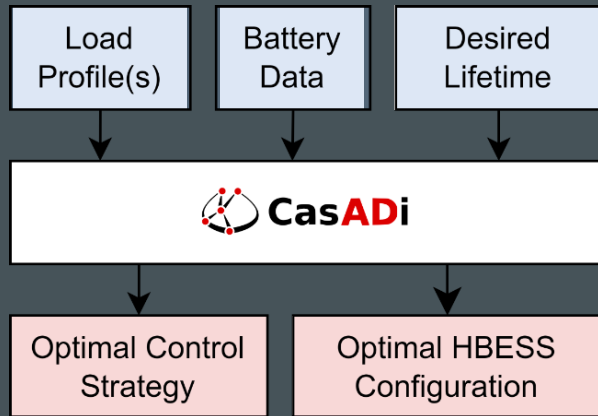 Load
Profile(s)
Battery
Data
Desired
Lifetime
CasADi
Optimal Control
Strategy
Optimal HBESS
Configuration